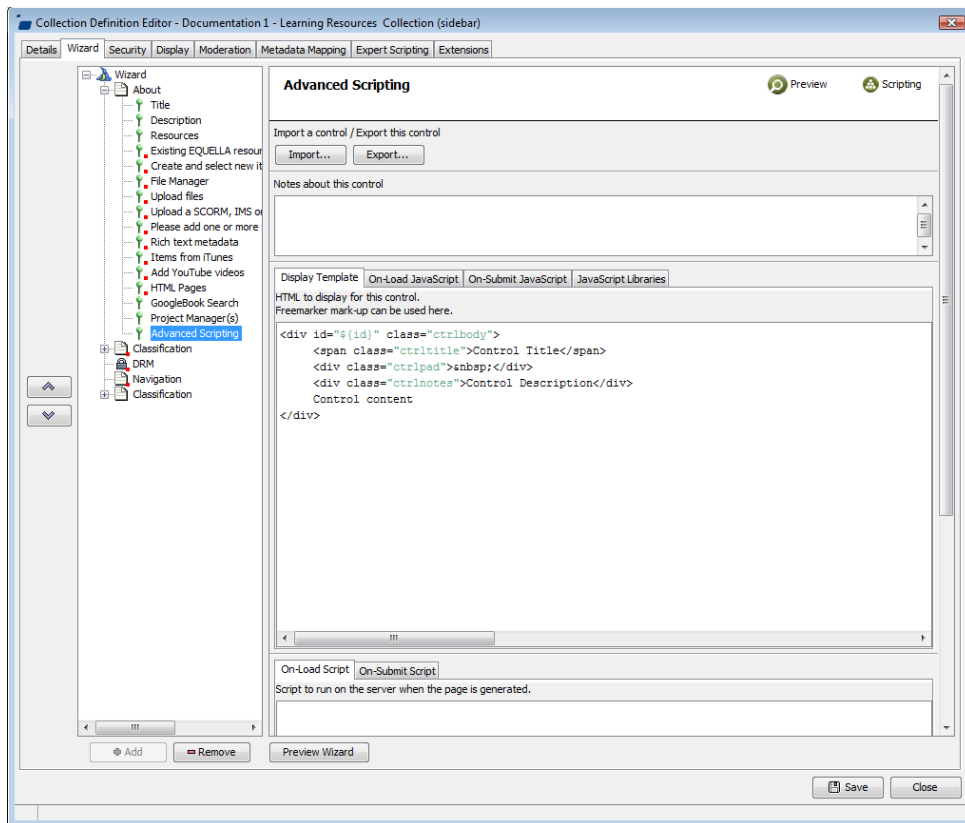 Collection Definition Editor - Documentation 1 - Learning Resources Collection (sidebar)
Details Wizard Security Display Moderation Metadata Mapping Expert Scripting Extensions
Wizard
About
Title
Description
Resources
Existing EQUELLA resour
Create and select new it
File Manager
Upload files
Upload a SCORM, IMS or
Please add one or more
Rich text metadata
Items from iTunes
Add YouTube videos
HTML Pages
GoogleBook Search
Project Manager(s)
Advanced Scripting
Classification
DRM
Navigation
Classification
Add Remove
Advanced Scripting
Preview Scripting
Import a control / Export this control
Import... Export...
Notes about this control
Display Template On-Load JavaScript On-Submit JavaScript JavaScript Libraries
HTML to display for this control.
Freemarker mark-up can be used here.
<div id="${id}" class="ctrlbody">
<span class="ctrltitle">Control Title</span>
<div class="ctrlpad">&nbsp;</div>
<div class="ctrlnotes">Control Description</div>
Control content
</div>
On-Load Script On-Submit Script
Script to run on the server when the page is generated.
Preview Wizard
Save Close